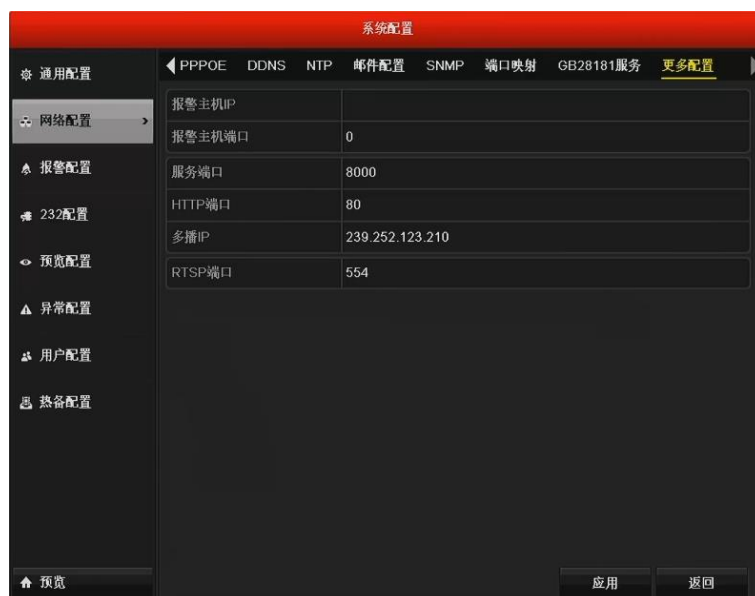 系统配置
通用配置
网络配置
报警配置
232配置
预览配置
异常配置
用户配置
热备配置
预览
PPPOE DDNS NTP 邮件配置 SNMP 端口映射 GB28181服务 更多配置
报警主机IP
报警主机端口 0
服务端口 8000
HTTP端口 80
多播IP 239.252.123.210
RTSP端口 554
应用 返回